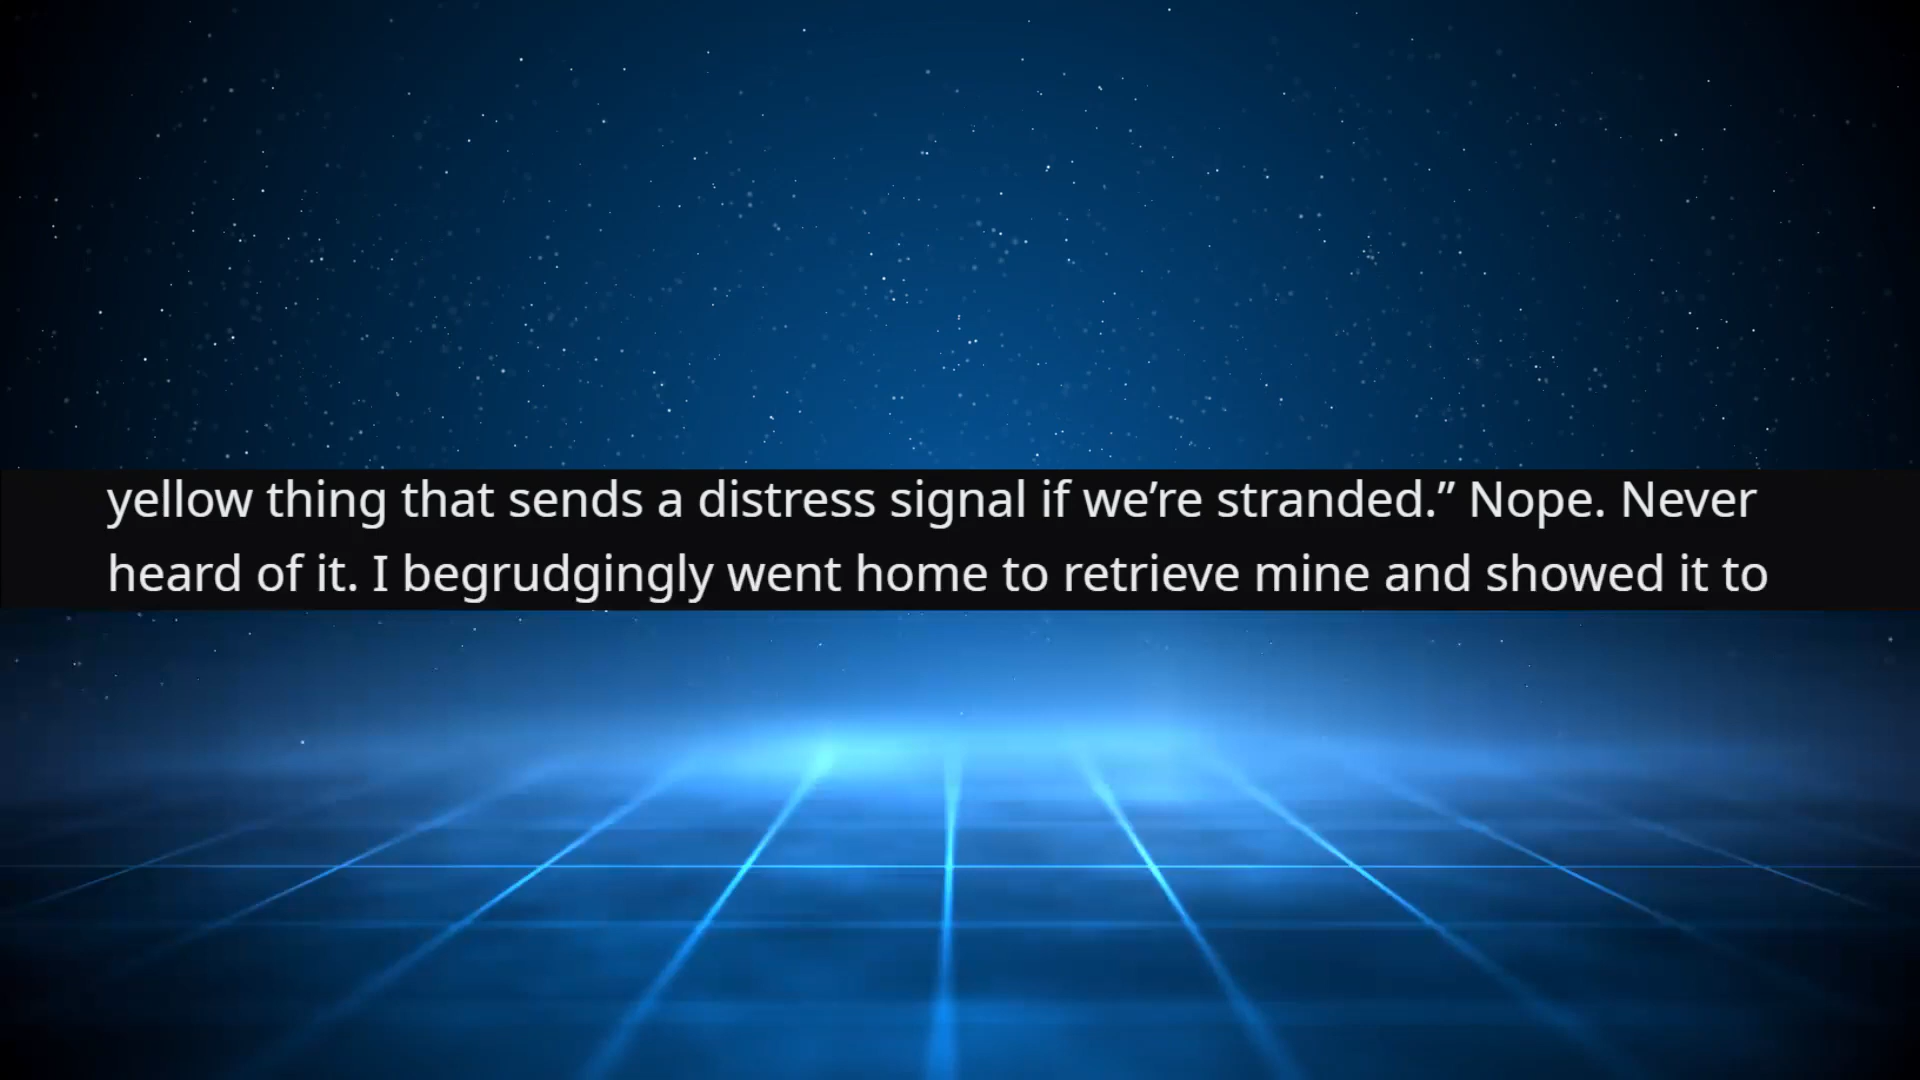 yellow thing that sends a distress signal if we’re stranded.” Nope. Never
heard of it. I begrudgingly went home to retrieve mine and showed it to